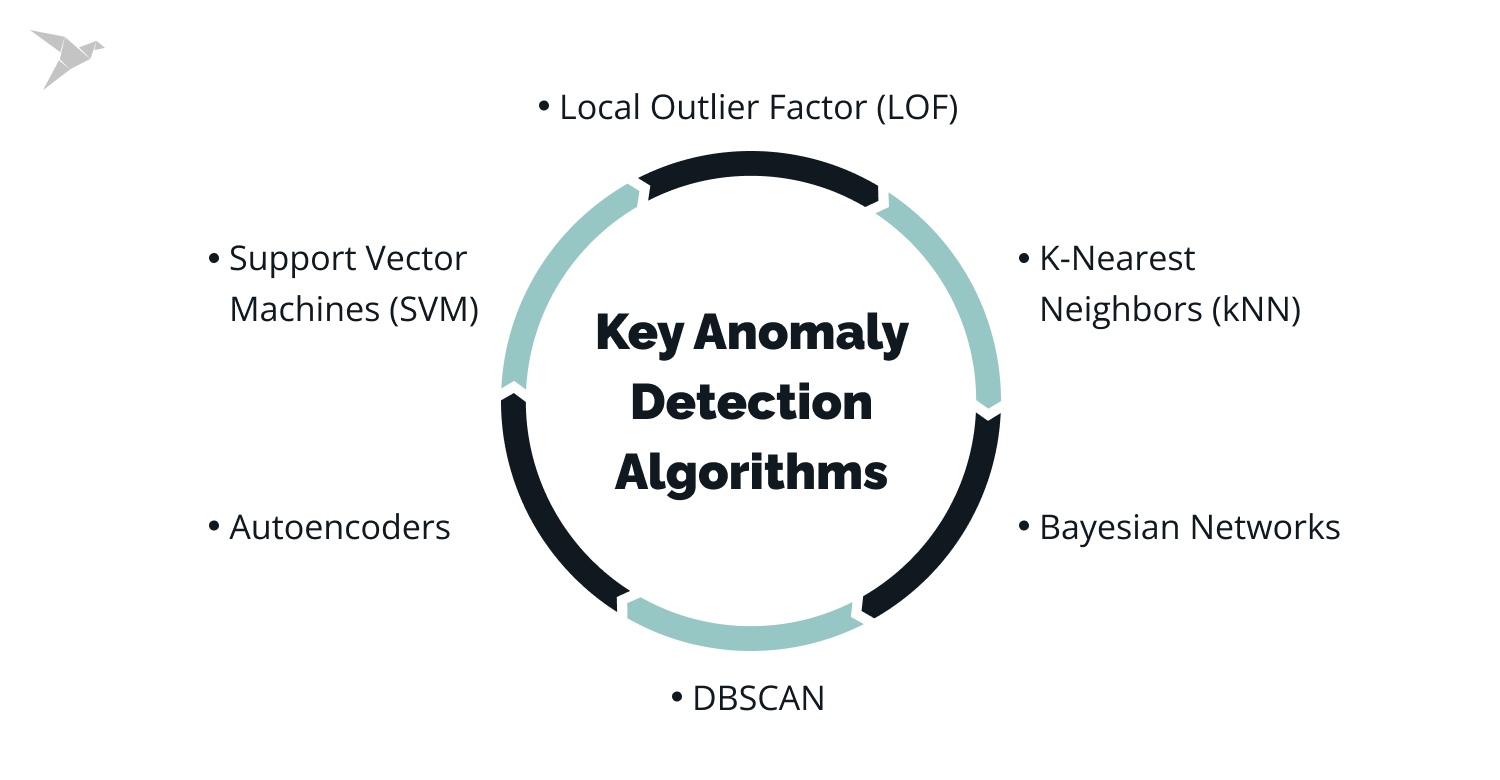 • Local Outlier Factor (LOF)
• Support Vector
Machines (SVM)
• K-Nearest
Neighbors (kNN)
Key Anomaly
Detection
Algorithms
• Autoencoders
• Bayesian Networks
• DBSCAN